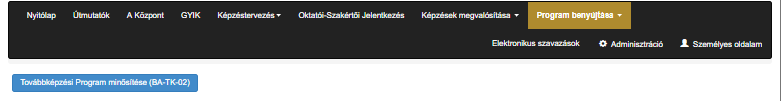 Nyitólap Útmutatók A Központ GYIK Képzéstervezés Oktatói-Szakértői Jelentkezés Képzések megvalósítása Program benyújtása
Elektronikus szavazások Adminisztráció Személyes oldalam
Továbbképzési Program minősítése (BA-TK-02)